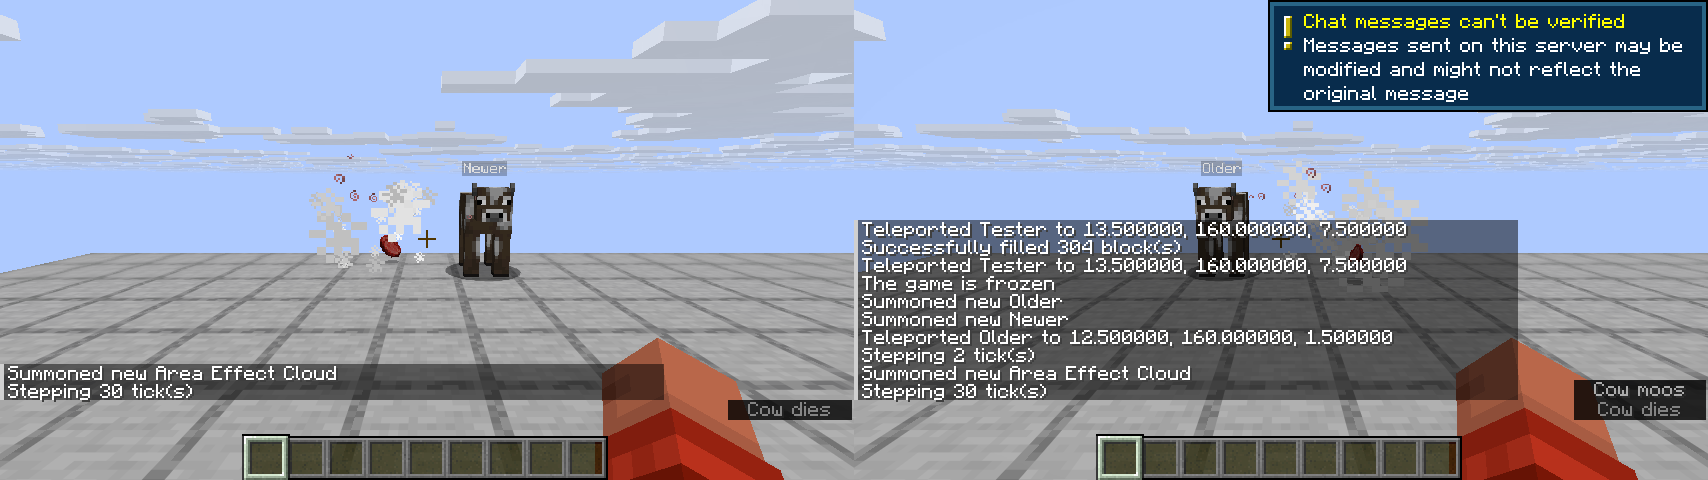 Newer
Summoned new Area Effect Cloud
Stepping 30 tick(s)
Cow dies
Chat messages can't be verified
Messages sent on this server may be
modified and might not reflect the
original message
Older
Teleported Tester to 13.500000, 160.000000, 7.500000
Successfully filled 304 block(s)
Teleported Tester to 13.500000, 160.000000, 7.500000
The game is frozen
Summoned new Older
Summoned new Newer
Teleported Older to 12.500000, 160.000000, 1.500000
Stepping 2 tick(s)
Summoned new Area Effect Cloud
Stepping 30 tick(s)
Cow moos
Cow dies